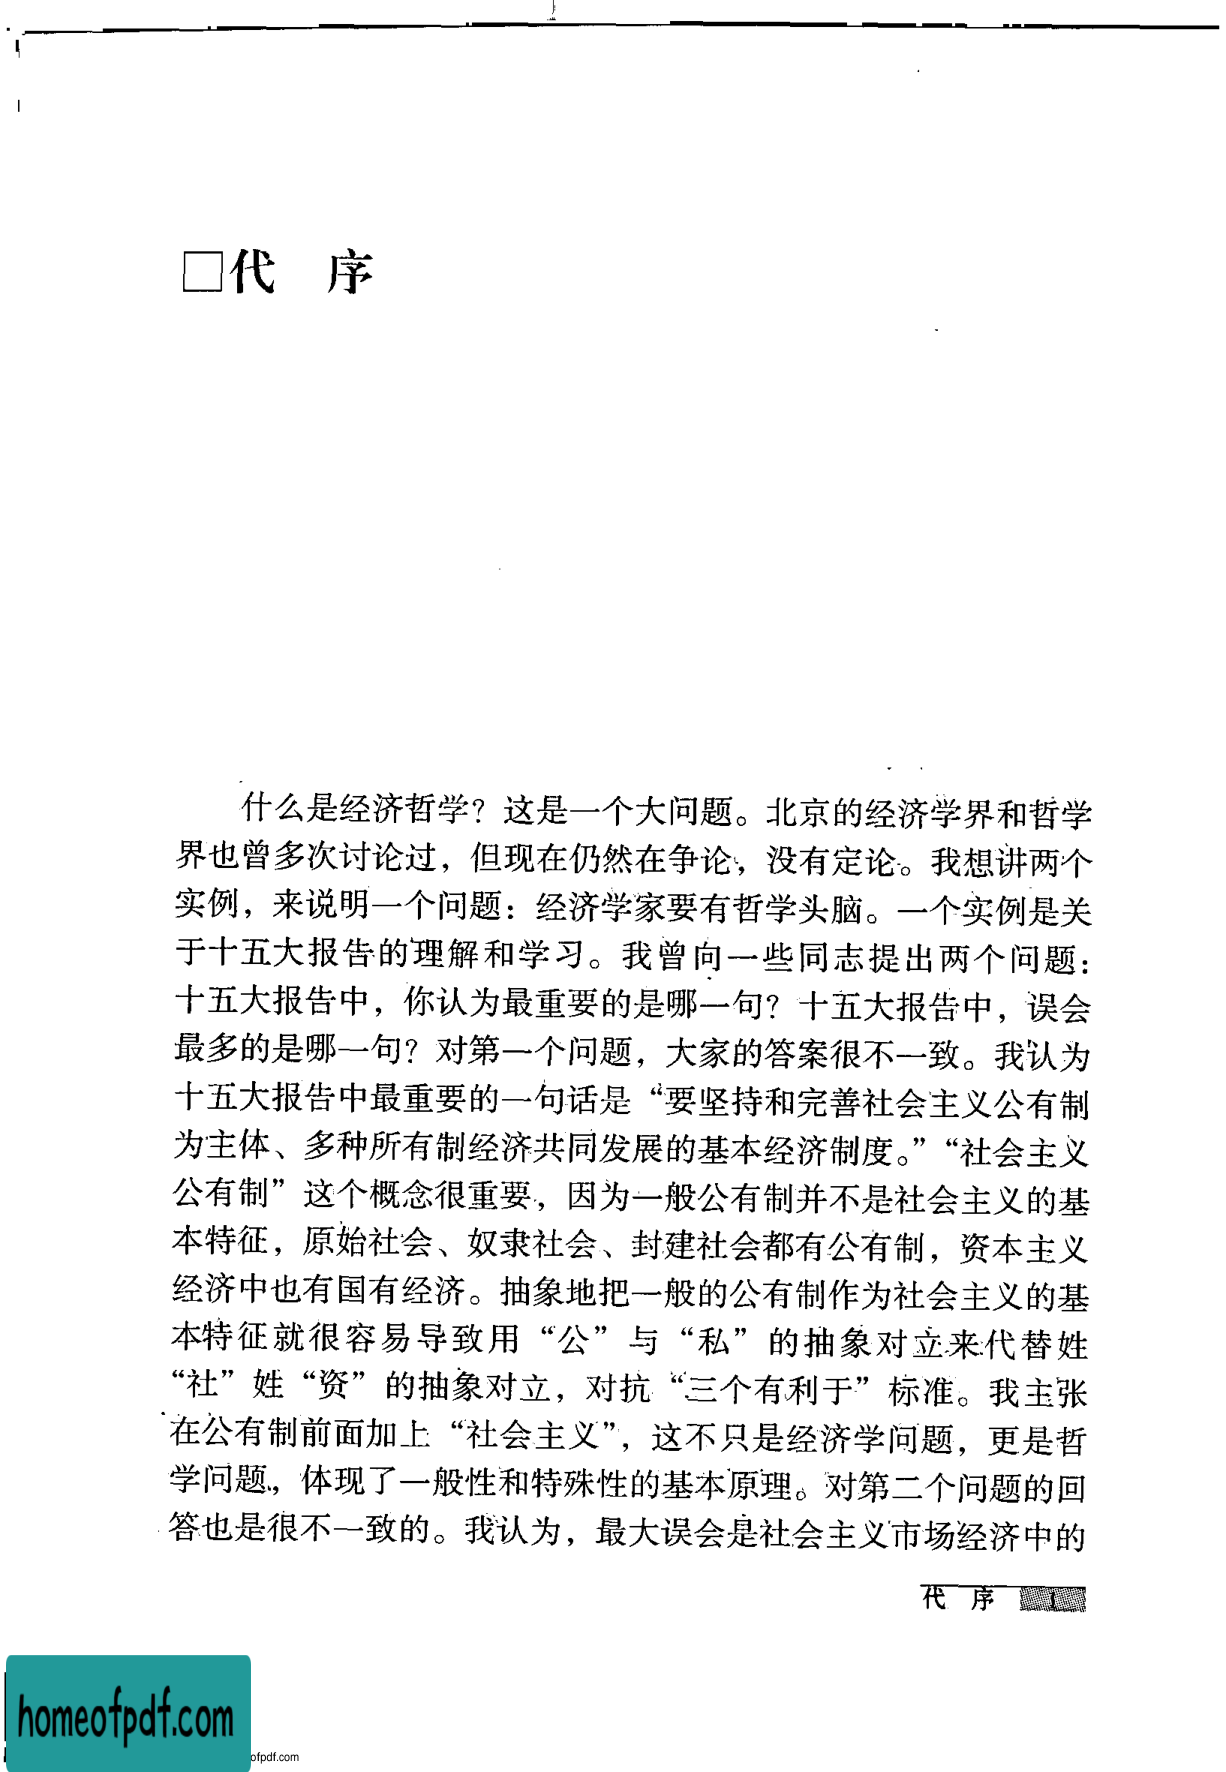 □代　序
什么是经济哲学？这是一个大问题。北京的经济学界和哲学
界也曾多次讨论过，但现在仍然在争论，没有定论。我想讲两个
实例，来说明一个问题：经济学家要有哲学头脑。一个实例是关
于十五大报告的理解和学习。我曾向一些同志提出两个问题：
十五大报告中，你认为最重要的是哪一句？十五大报告中，误会
最多的是哪一句？对第一个问题，大家的答案很不一致。我认为
十五大报告中最重要的一句话是“要坚持和完善社会主义公有制
为主体、多种所有制经济共同发展的基本经济制度。”“社会主义
公有制”这个概念很重要，因为一般公有制并不是社会主义的基
本特征，原始社会、奴隶社会、封建社会都有公有制，资本主义
经济中也有国有经济。抽象地把一般的公有制作为社会主义的基
本特征就很容易导致用“公”与“私”的抽象对立来代替姓
“社”姓“资”的抽象对立，对抗“三个有利于”标准。我主张
在公有制前面加上“社会主义”，这不只是经济学问题，更是哲
学问题，体现了一般性和特殊性的基本原理。对第二个问题的回
答也是很不一致的。我认为，最大误会是社会主义市场经济中的
代　序　1
homeofpdf.com
ofpdf.com